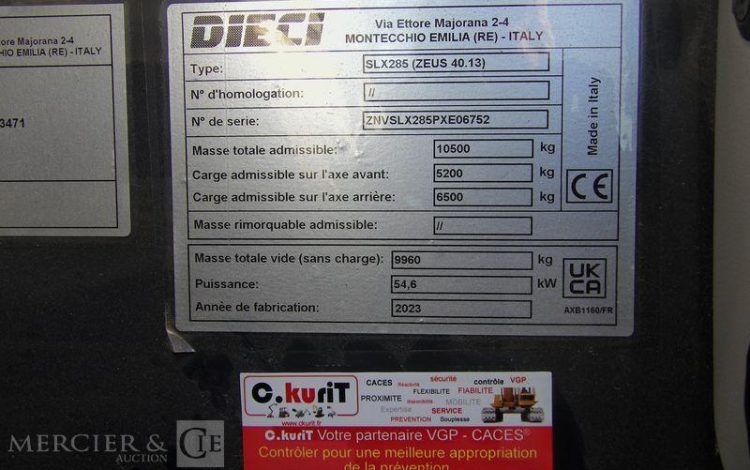 ore Majorana 2-4
HIO EMILIA (RE) - ITALY
3471
DIECI
Via Ettore Majorana 2-4
MONTECCHIO EMILIA (RE) - ITALY
Type: SLX285 (ZEUS 40.13)
N° d'homologation: //
N° de serie: ZNVSLX285PXE06752
Masse totale admissible: 10500 kg
Carge admissible sur l'axe avant: 5200 kg
Carge admissible sur l'axe arrière: 6500 kg
Masse rimorquable admissible: //
Made in Italy
CE
Masse totale vide (sans charge): 9960 kg
Puissance: 54,6 kW
Année de fabrication: 2023
UK
CA
AXB1160/FR
C.kuriT
www.ckurit.fr
CACES Réactivité sécurité contrôle VGP
FLEXIBILITE FIABILITE
PROXIMITE disponibilité MOBILITE
Expertise SERVICE
PREVENTION Souplesse
C.kuriT Votre partenaire VGP - CACES®
Contrôler pour une meilleure appropriation
de la prévention
MERCIER & CIE
AUCTION